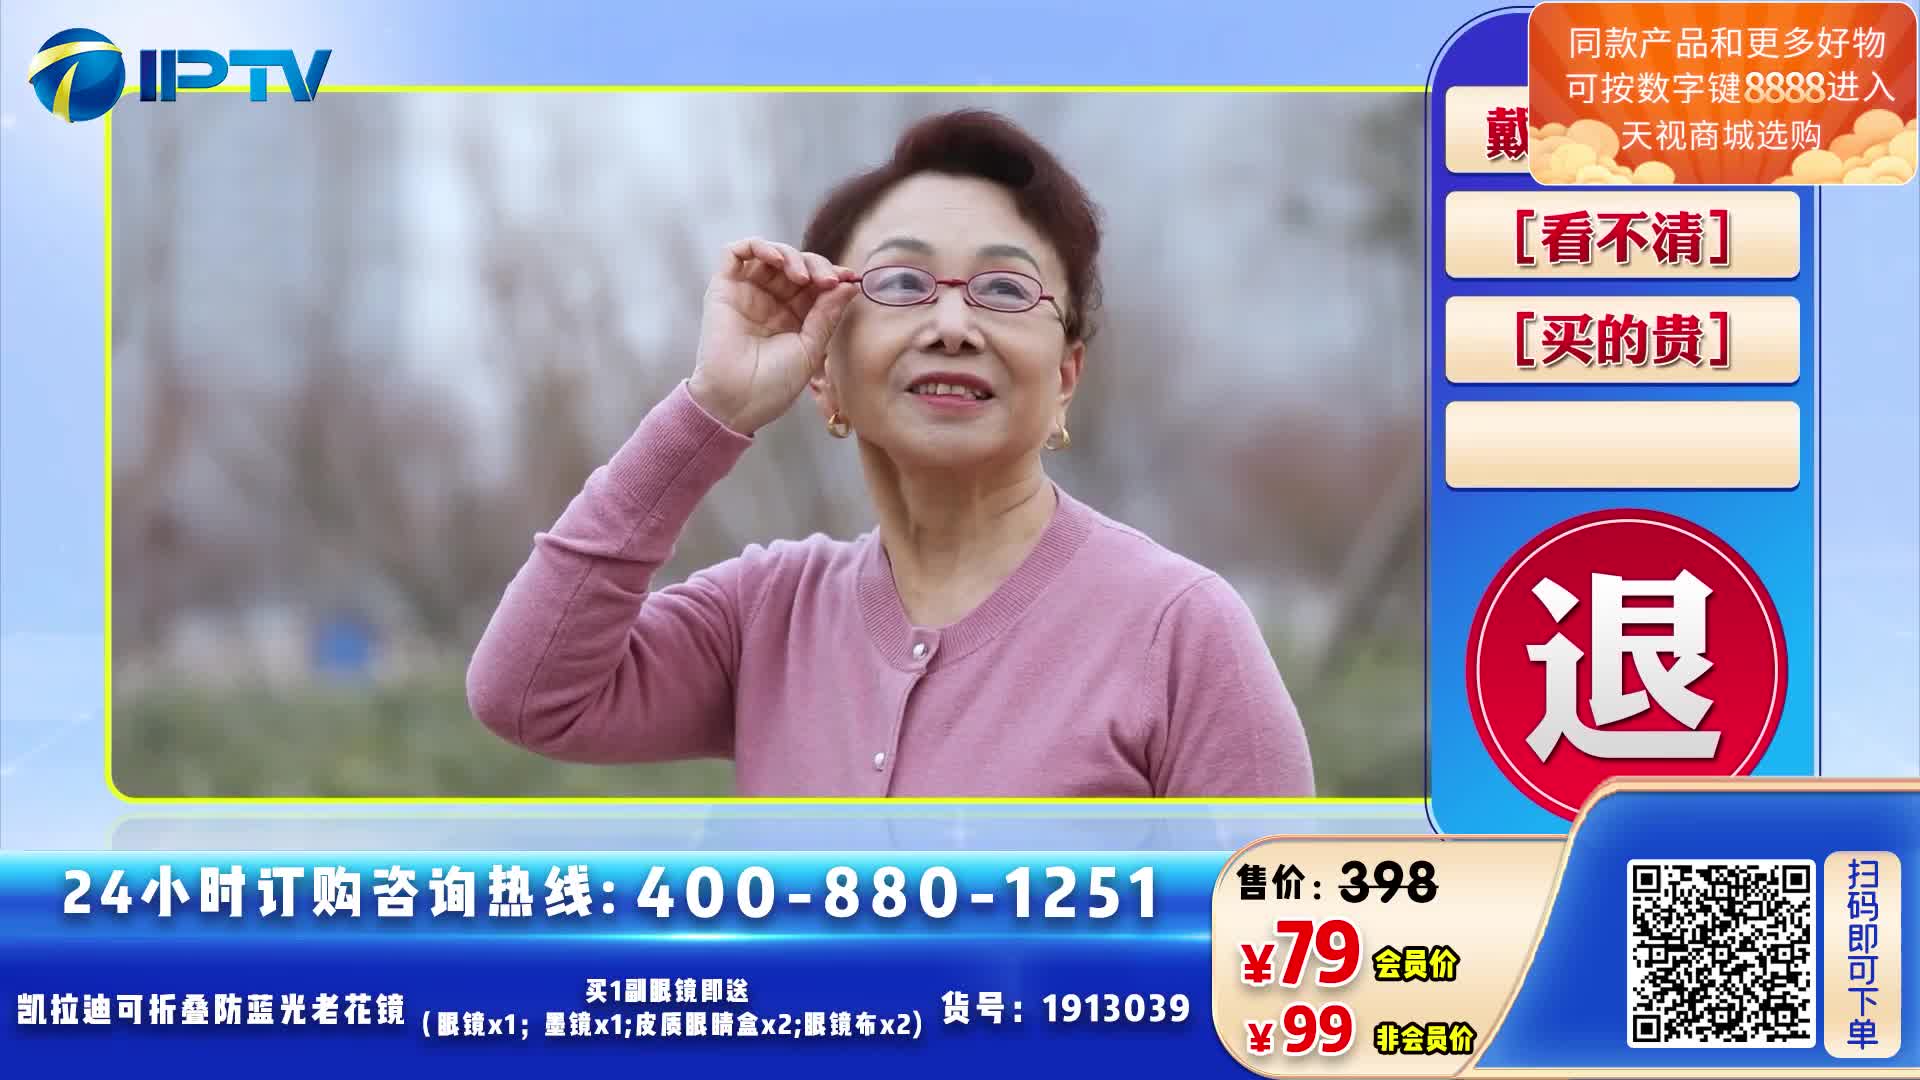 IPTV
同款产品和更多好物
可按数字键8888进入
天视商城选购
戴
[看不清]
[买的贵]
退
24小时订购咨询热线:400-880-1251
凯拉迪可折叠防蓝光老花镜
买1副眼镜即送
(眼镜x1; 墨镜x1;皮质眼睛盒x2;眼镜布x2)
货号: 1913039
售价: 398
¥79 会员价
¥99 非会员价
扫码即可下单